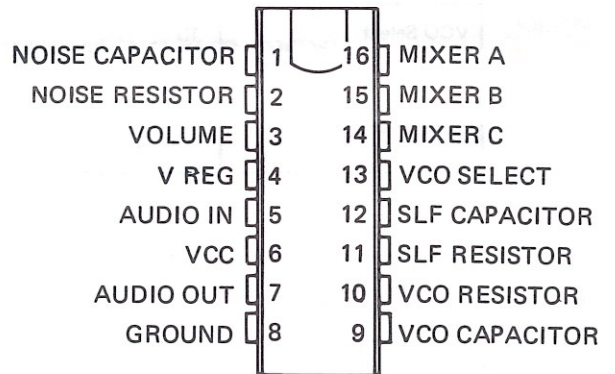 NOISE CAPACITOR 1 16 MIXER A
NOISE RESISTOR 2 15 MIXER B
VOLUME 3 14 MIXER C
V REG 4 13 VCO SELECT
AUDIO IN 5 12 SLF CAPACITOR
VCC 6 11 SLF RESISTOR
AUDIO OUT 7 10 VCO RESISTOR
GROUND 8 9 VCO CAPACITOR